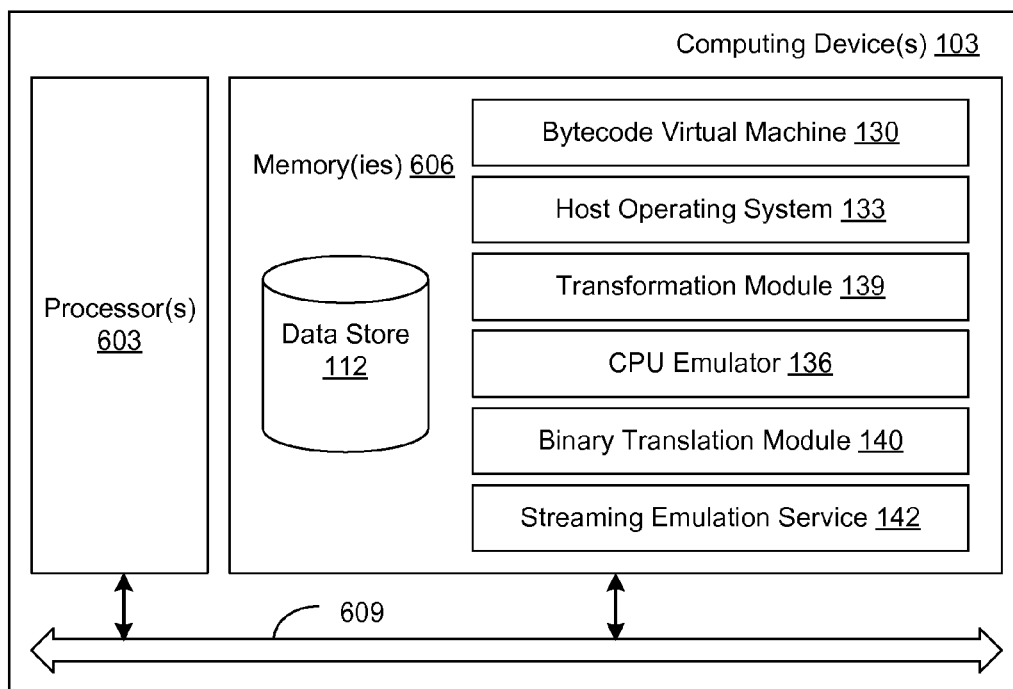 Computing Device(s) 103
Processor(s)
603
Memory(ies) 606
Data Store
112
Bytecode Virtual Machine 130
Host Operating System 133
Transformation Module 139
CPU Emulator 136
Binary Translation Module 140
Streaming Emulation Service 142
609